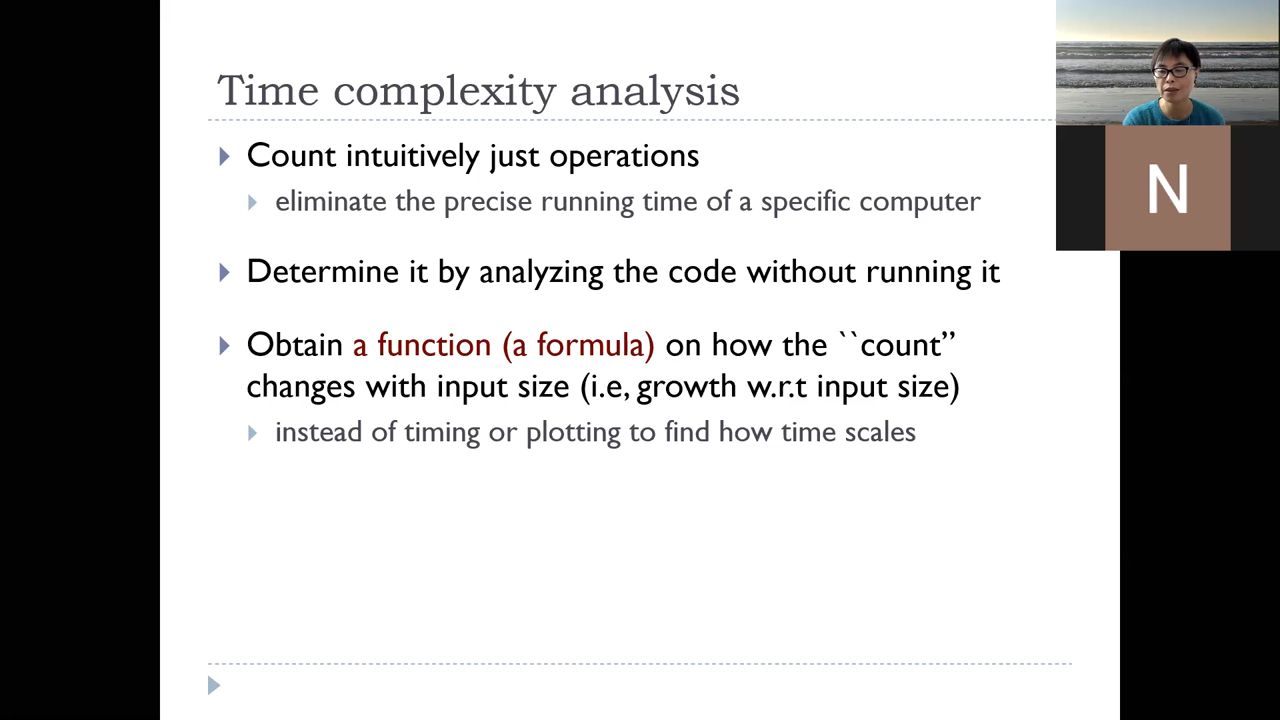 Time complexity analysis
Count intuitively just operations
eliminate the precise running time of a specific computer
Determine it by analyzing the code without running it
Obtain a function (a formula) on how the ``count”
changes with input size (i.e, growth w.r.t input size)
instead of timing or plotting to find how time scales
N